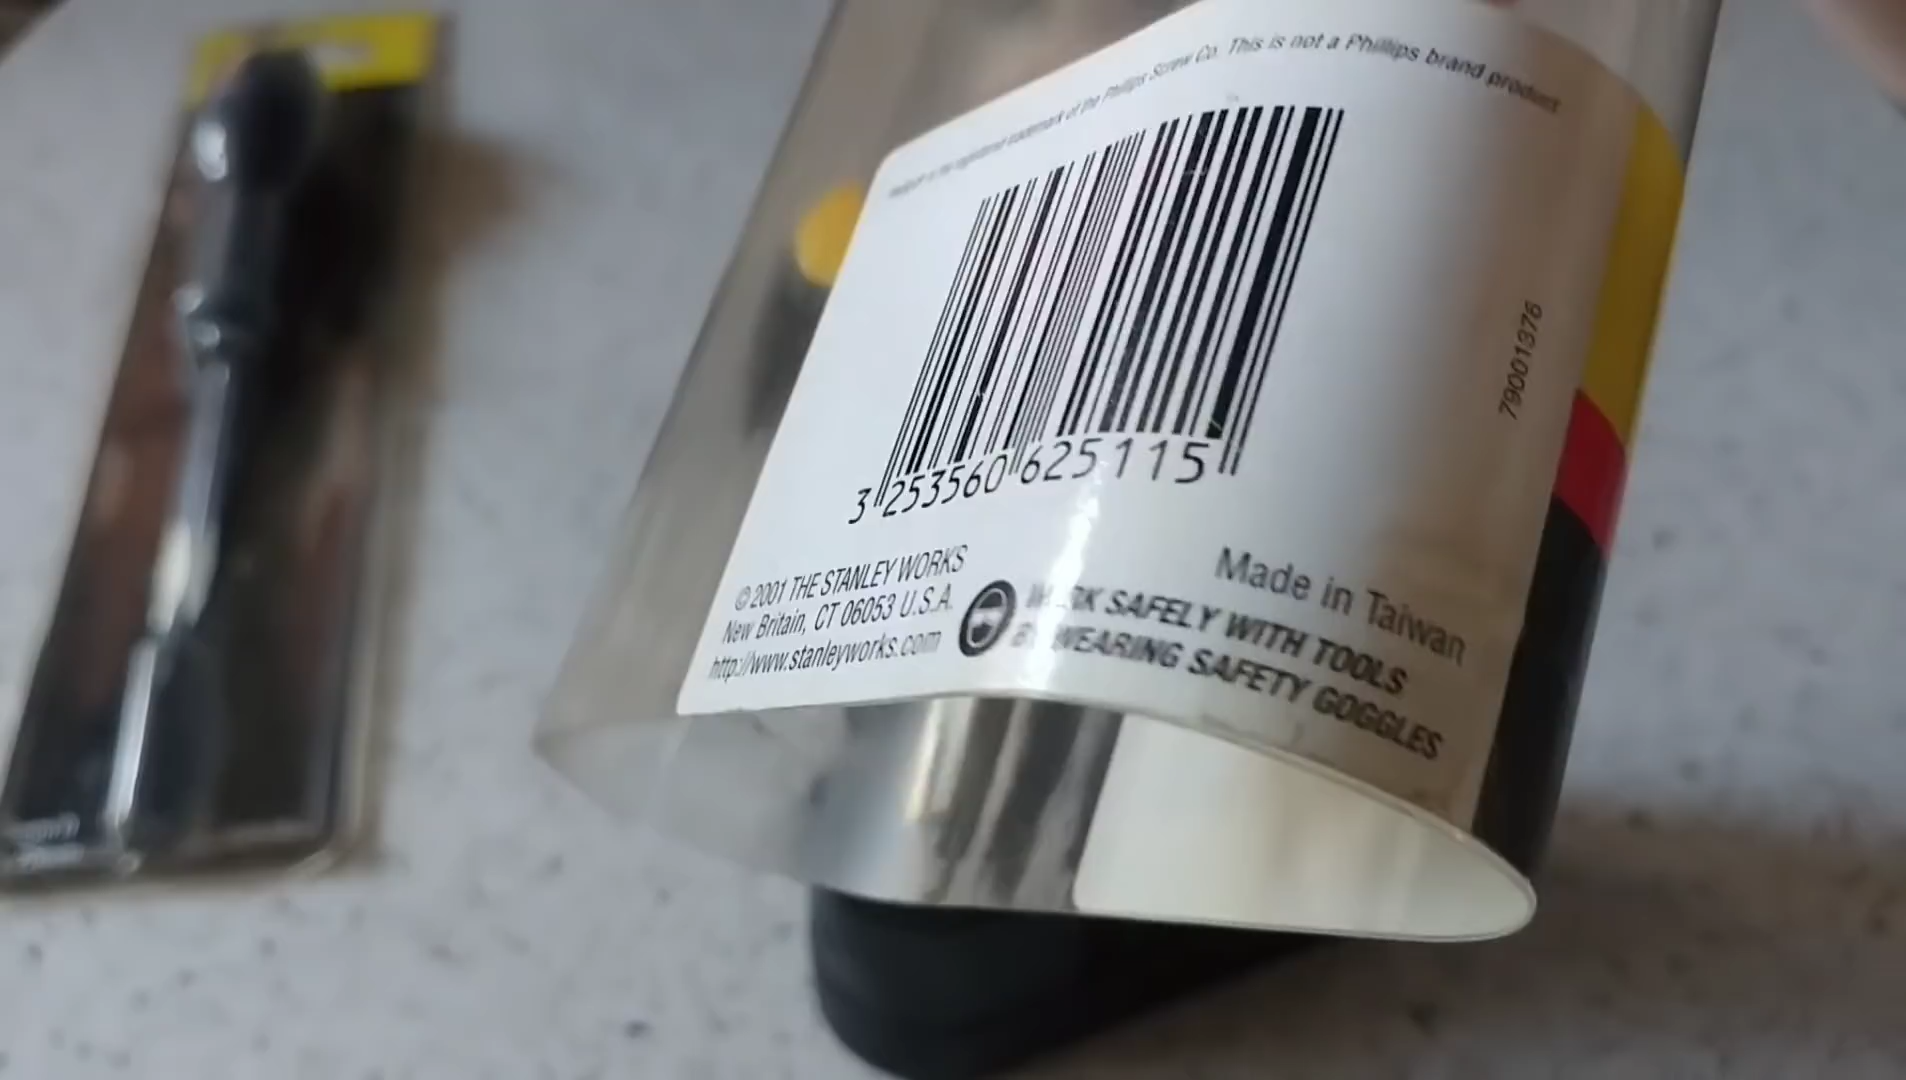 Phillips is the registered trademark of the Phillips Screw Co. This is not a Phillips brand product
3 253560 625115
79001376
© 2001 THE STANLEY WORKS
New Britain, CT 06053 U.S.A.
http://www.stanleyworks.com
Made in Taiwan
WORK SAFELY WITH TOOLS
BY WEARING SAFETY GOGGLES